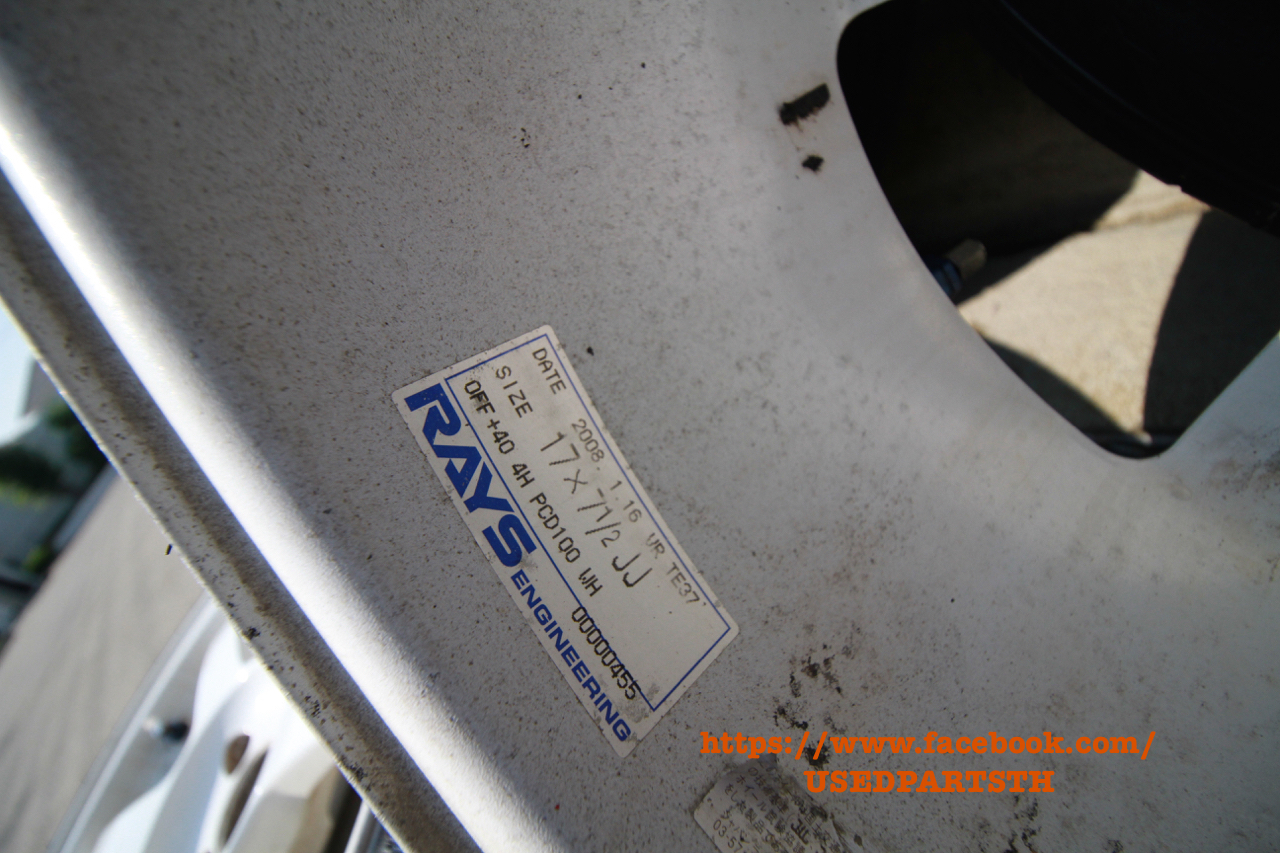 DATE 2008. 1.16 VR TE37
SIZE 17×7 1/2 JJ
OFF+40 4H PCD100 WH 00000455
RAYS ENGINEERING
https://www.facebook.com/
USEDPARTSTH